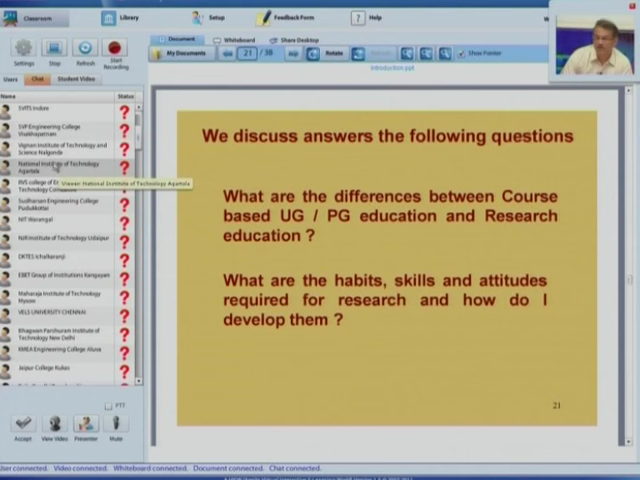 Classroom
Library
Setup
Feedback Form
Help
Document
Whiteboard
Share Desktop
My Documents
21 / 38
Rotate
Show Pointer
Introduction.ppt
Settings
Stop
Refresh
Start
Recording
Users
Chat
Student Video
Name
Status
SVITS Indore
SVP Engineering College
Visakhapatnam
Vignan Institute of Technology and
Science Nalgonda
National Institute of Technology
Agartala
Viewer: National Institute of Technology Agartala
RVS college of
Technology
Sudharsan Engineering College
Pudukkottai
NIT Warangal
NJR Institute of Technology Udaipur
DKTES Ichalkaranji
EBET Group of Institutions Kangayam
Maharaja Institute of Technology
Mysore
VELS UNIVERSITY CHENNAI
Bhagwan Parshuram Institute of
Technology New Delhi
KMEA Engineering College Aluva
Jaipur College Kukas
PTT
Accept
View Video
Presenter
Mute
We discuss answers the following questions
What are the differences between Course
based UG / PG education and Research
education ?
What are the habits, skills and attitudes
required for research and how do I
develop them ?
21
User connected. Video connected. Whiteboard connected. Document connected. Chat connected.